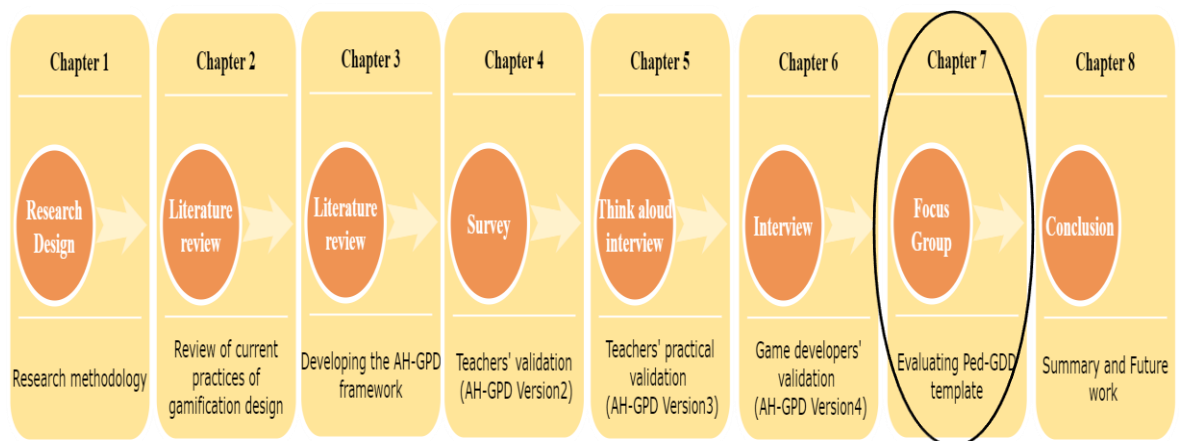 Chapter 1
Research
Design
Research methodology
Chapter 2
Literature
review
Review of current
practices of
gamification design
Chapter 3
Literature
review
Developing the AH-GPD
framework
Chapter 4
Survey
Teachers' validation
(AH-GPD Version2)
Chapter 5
Think aloud
interview
Teachers' practical
validation
(AH-GPD Version3)
Chapter 6
Interview
Game developers'
validation
(AH-GPD Version4)
Chapter 7
Focus
Group
Evaluating Ped-GDD
template
Chapter 8
Conclusion
Summary and Future
work